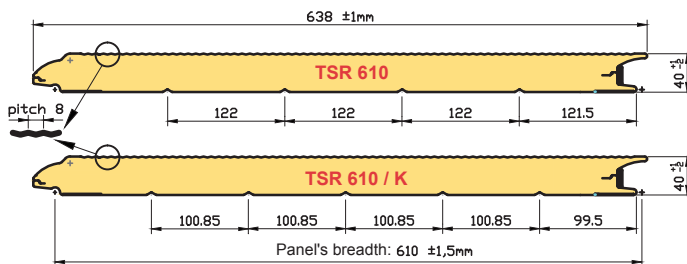 638 ±1mm
TSR 610
40 +1 -2
pitch 8
122 122 122 121.5
TSR 610 / K
40 +1 -2
100.85 100.85 100.85 100.85 99.5
Panel's breadth: 610 ±1,5mm